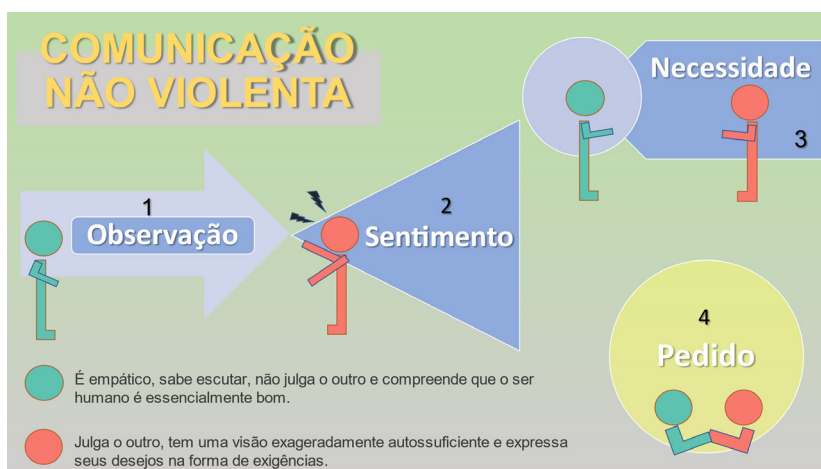 COMUNICAÇÃO
NÃO VIOLENTA
1
Observação
2
Sentimento
Necessidade
3
4
Pedido
É empático, sabe escutar, não julga o outro e compreende que o ser
humano é essencialmente bom.
Julga o outro, tem uma visão exageradamente autossuficiente e expressa
seus desejos na forma de exigências.